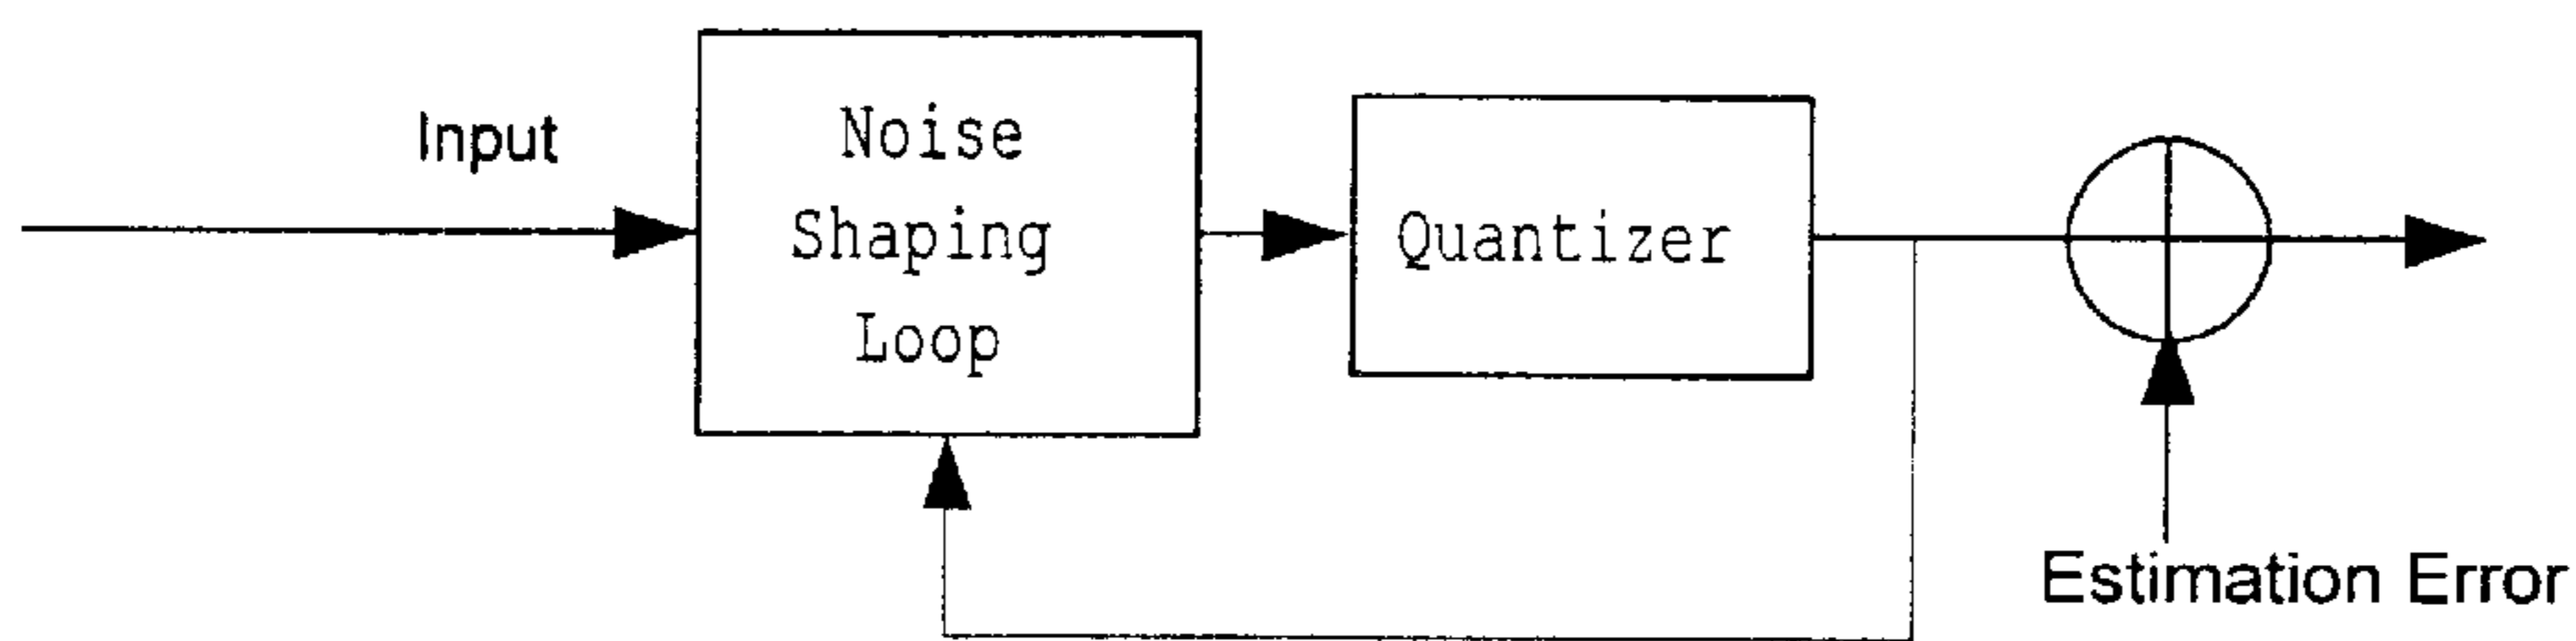 Input
Noise
Shaping
Loop
Quantizer
Estimation Error